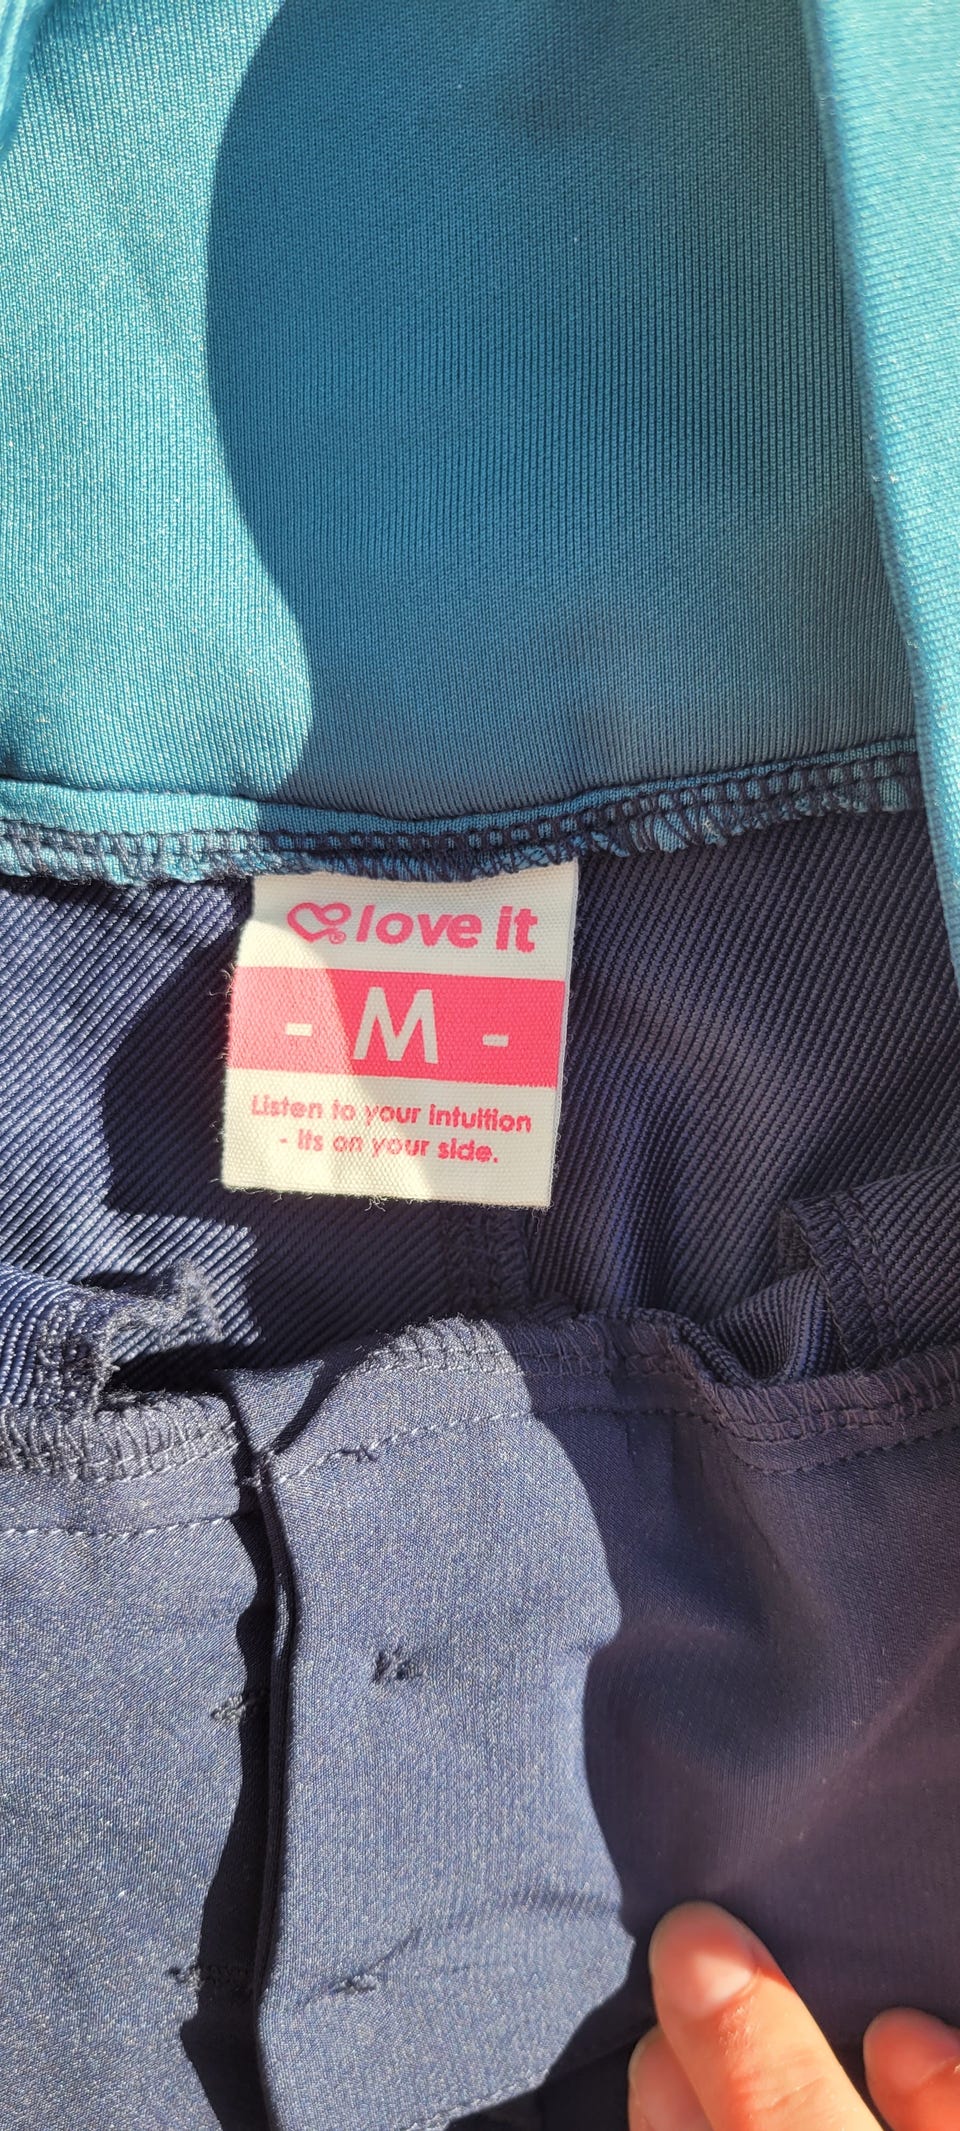 love it
- M -
Listen to your intuition
- its on your side.